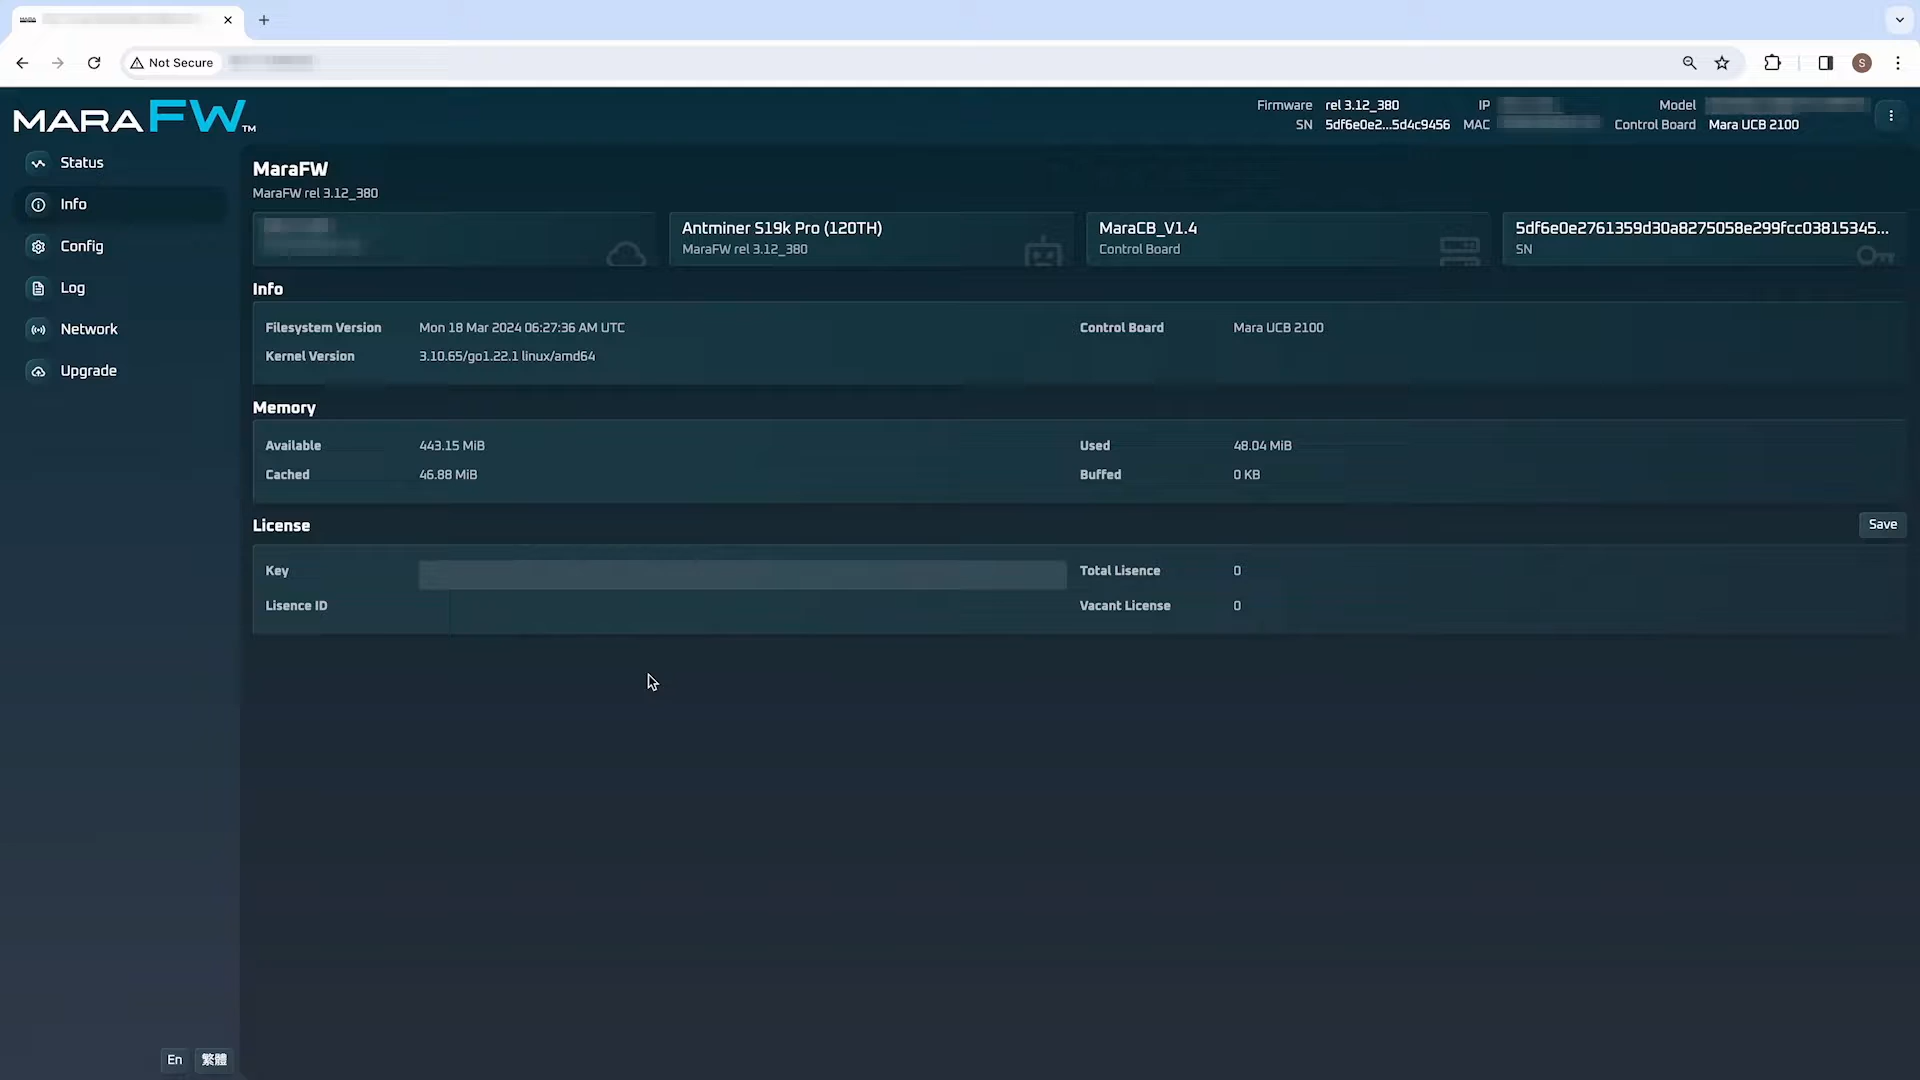 Not Secure
S
MARA FW TM
Firmware rel 3.12_380 IP Model
SN 5df6e0e2...5d4c9456 MAC Control Board Mara UCB 2100
Status
Info
Config
Log
Network
Upgrade
MaraFW
MaraFW rel 3.12_380
Antminer S19k Pro (120TH)
MaraFW rel 3.12_380
MaraCB_V1.4
Control Board
5df6e0e2761359d30a8275058e299fcc03815345...
SN
Info
Filesystem Version Mon 18 Mar 2024 06:27:36 AM UTC Control Board Mara UCB 2100
Kernel Version 3.10.65/go1.22.1 linux/amd64
Memory
Available 443.15 MiB Used 48.04 MiB
Cached 46.88 MiB Buffed 0 KB
License Save
Key Total Lisence 0
Lisence ID Vacant License 0
En 繁體